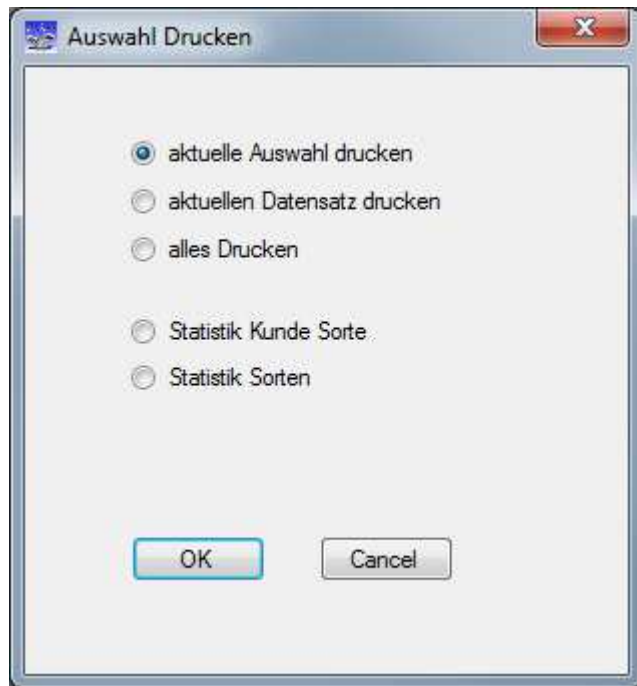 Auswahl Drucken
aktuelle Auswahl drucken
aktuellen Datensatz drucken
alles Drucken
Statistik Kunde Sorte
Statistik Sorten
OK Cancel